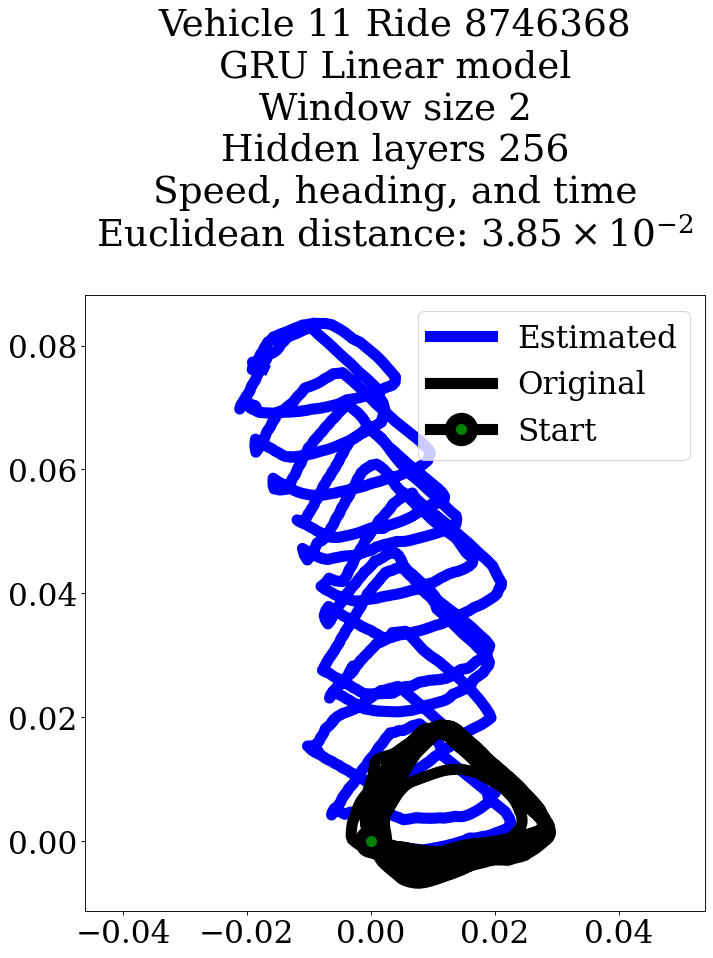 Vehicle 11 Ride 8746368
GRU Linear model
Window size 2
Hidden layers 256
Speed, heading, and time
Euclidean distance: 3.85 × 10⁻²
Estimated
Original
Start
0.08
0.06
0.04
0.02
0.00
−0.04 −0.02 0.00 0.02 0.04